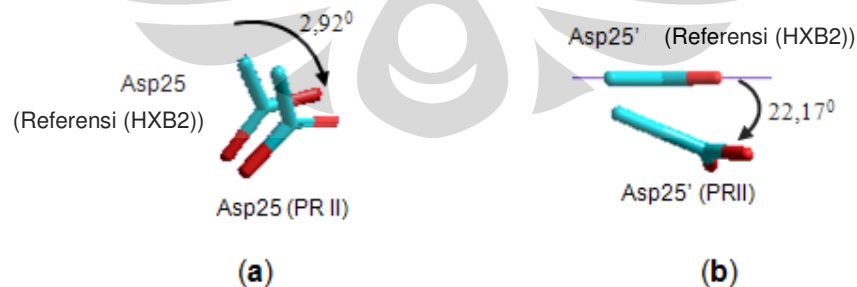 2,92⁰
Asp25
(Referensi (HXB2))
Asp25 (PR II)
(a)
Asp25' (Referensi (HXB2))
22,17⁰
Asp25' (PRII)
(b)